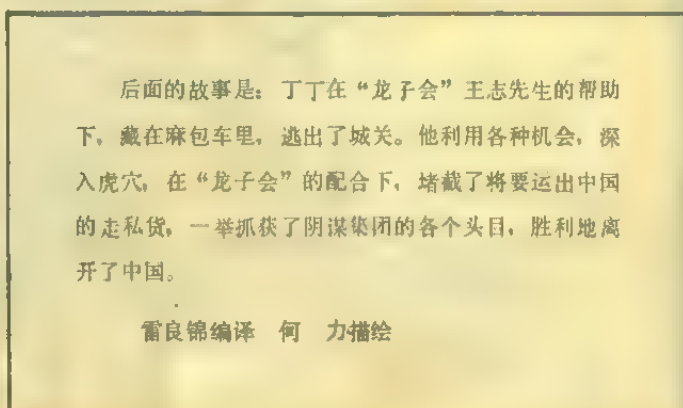 后面的故事是：丁丁在“龙子会”王志先生的帮助
下，藏在麻包车里，逃出了城关。他利用各种机会，深
入虎穴，在“龙子会”的配合下，堵截了将要运出中国
的走私货，一举抓获了阴谋集团的各个头目，胜利地离
开了中国。
雷良锦编译　何　力描绘